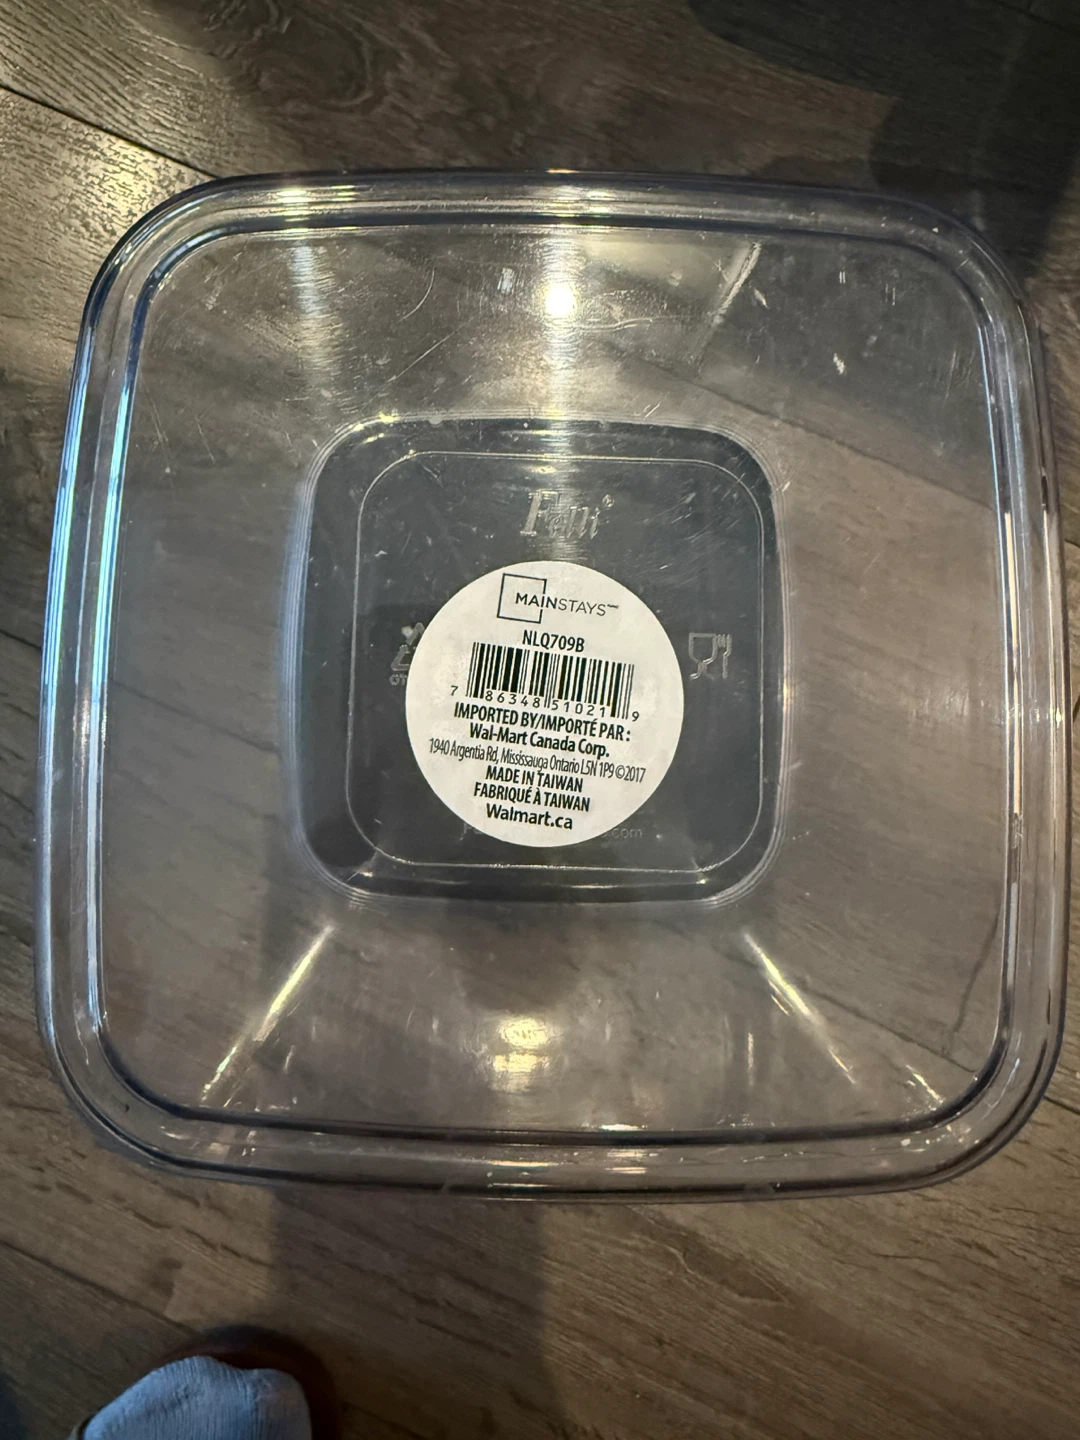 MAINSTAYS™
NLQ709B
7 86348 51021 9
IMPORTED BY/IMPORTÉ PAR :
Wal-Mart Canada Corp.
1940 Argentia Rd, Mississauga Ontario L5N 1P9 ©2017
MADE IN TAIWAN
FABRIQUÉ À TAIWAN
Walmart.ca